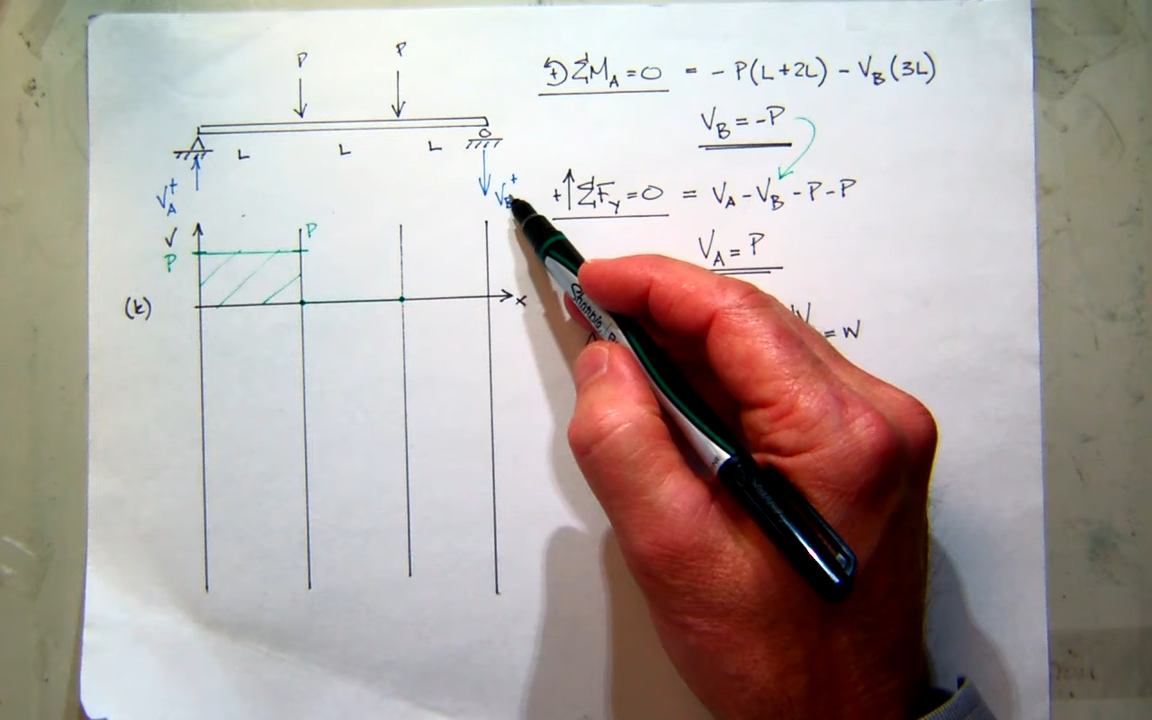 P P
L L L
V_A^+
V_B^+
V
P P
(k)
x
↺+ ΣM_A = 0 = -P(L+2L) - V_B(3L)
V_B = -P
+↑ΣF_y = 0 = V_A - V_B - P - P
V_A = P
= W